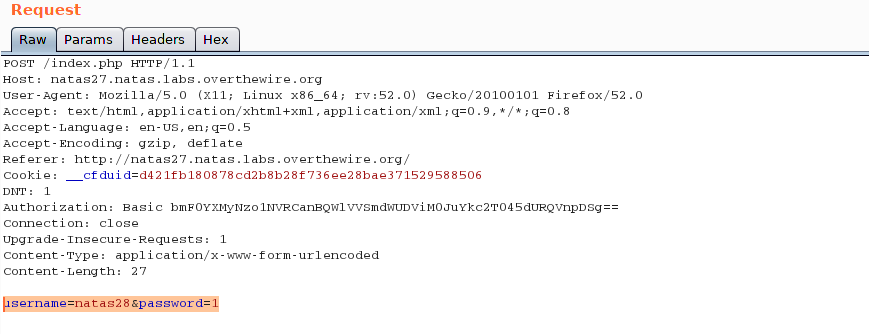 Request
Raw Params Headers Hex
POST /index.php HTTP/1.1
Host: natas27.natas.labs.overthewire.org
User-Agent: Mozilla/5.0 (X11; Linux x86_64; rv:52.0) Gecko/20100101 Firefox/52.0
Accept: text/html,application/xhtml+xml,application/xml;q=0.9,*/*;q=0.8
Accept-Language: en-US,en;q=0.5
Accept-Encoding: gzip, deflate
Referer: http://natas27.natas.labs.overthewire.org/
Cookie: __cfduid=d421fb180878cd2b8b28f736ee28bae371529588506
DNT: 1
Authorization: Basic bmF0YXMyNzo1NVRCanBQWlVVSmdWUDViM0JuYkc2T045dURQVnpDSg==
Connection: close
Upgrade-Insecure-Requests: 1
Content-Type: application/x-www-form-urlencoded
Content-Length: 27
username=natas28&password=1